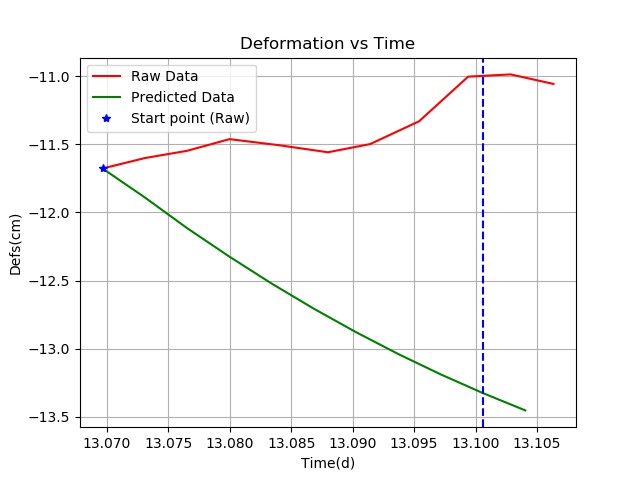 Deformation vs Time
Raw Data
Predicted Data
Start point (Raw)
−11.0
−11.5
−12.0
−12.5
−13.0
−13.5
Defs(cm)
13.070 13.075 13.080 13.085 13.090 13.095 13.100 13.105
Time(d)